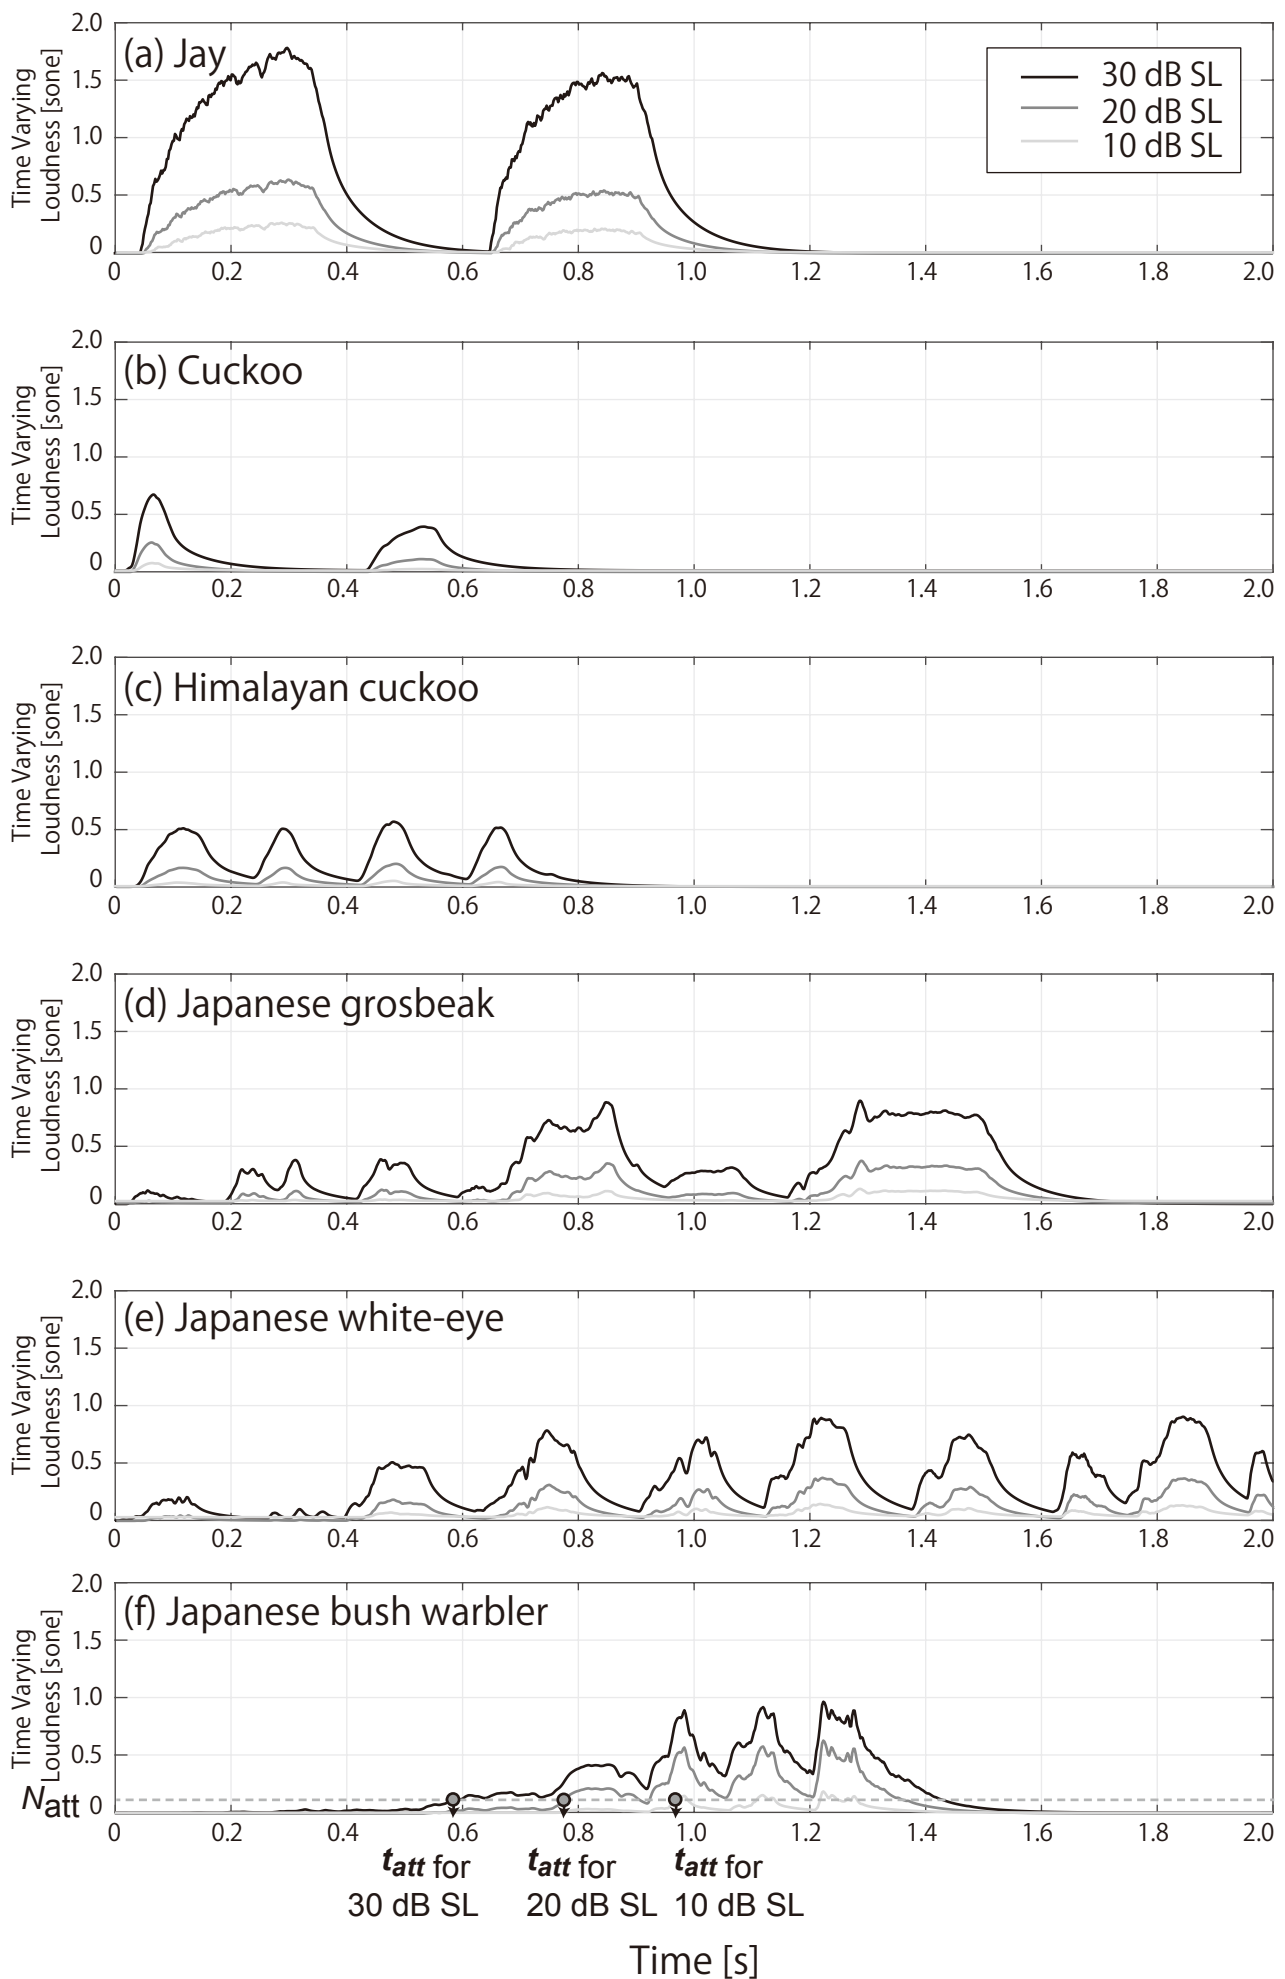 (a) Jay
Time Varying
Loudness [sone]
2.0
1.5
1.0
0.5
0
30 dB SL
20 dB SL
10 dB SL
0 0.2 0.4 0.6 0.8 1.0 1.2 1.4 1.6 1.8 2.0
(b) Cuckoo
Time Varying
Loudness [sone]
2.0
1.5
1.0
0.5
0
0 0.2 0.4 0.6 0.8 1.0 1.2 1.4 1.6 1.8 2.0
(c) Himalayan cuckoo
Time Varying
Loudness [sone]
2.0
1.5
1.0
0.5
0
0 0.2 0.4 0.6 0.8 1.0 1.2 1.4 1.6 1.8 2.0
(d) Japanese grosbeak
Time Varying
Loudness [sone]
2.0
1.5
1.0
0.5
0
0 0.2 0.4 0.6 0.8 1.0 1.2 1.4 1.6 1.8 2.0
(e) Japanese white-eye
Time Varying
Loudness [sone]
2.0
1.5
1.0
0.5
0
0 0.2 0.4 0.6 0.8 1.0 1.2 1.4 1.6 1.8 2.0
(f) Japanese bush warbler
Time Varying
Loudness [sone]
2.0
1.5
1.0
0.5
Natt 0
0 0.2 0.4 0.6 0.8 1.0 1.2 1.4 1.6 1.8 2.0
tatt for
30 dB SL
tatt for
20 dB SL
tatt for
10 dB SL
Time [s]